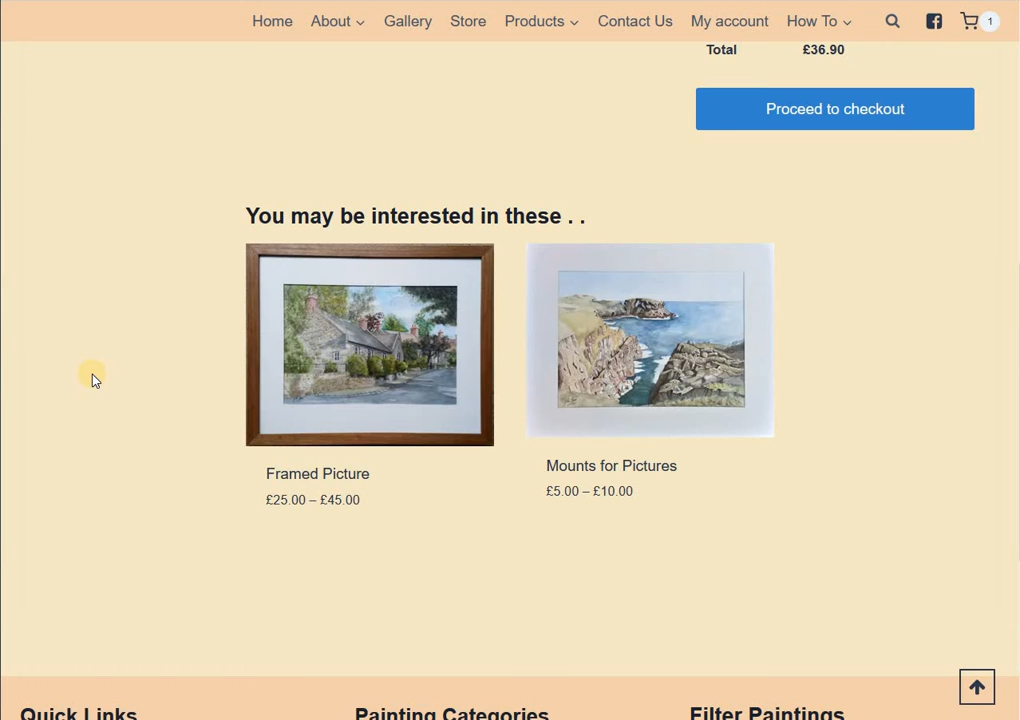 Home About Gallery Store Products Contact Us My account How To 1
Total £36.90
Proceed to checkout
You may be interested in these . .
Framed Picture
£25.00 – £45.00
Mounts for Pictures
£5.00 – £10.00
Quick Links
Painting Categories
Filter Paintings